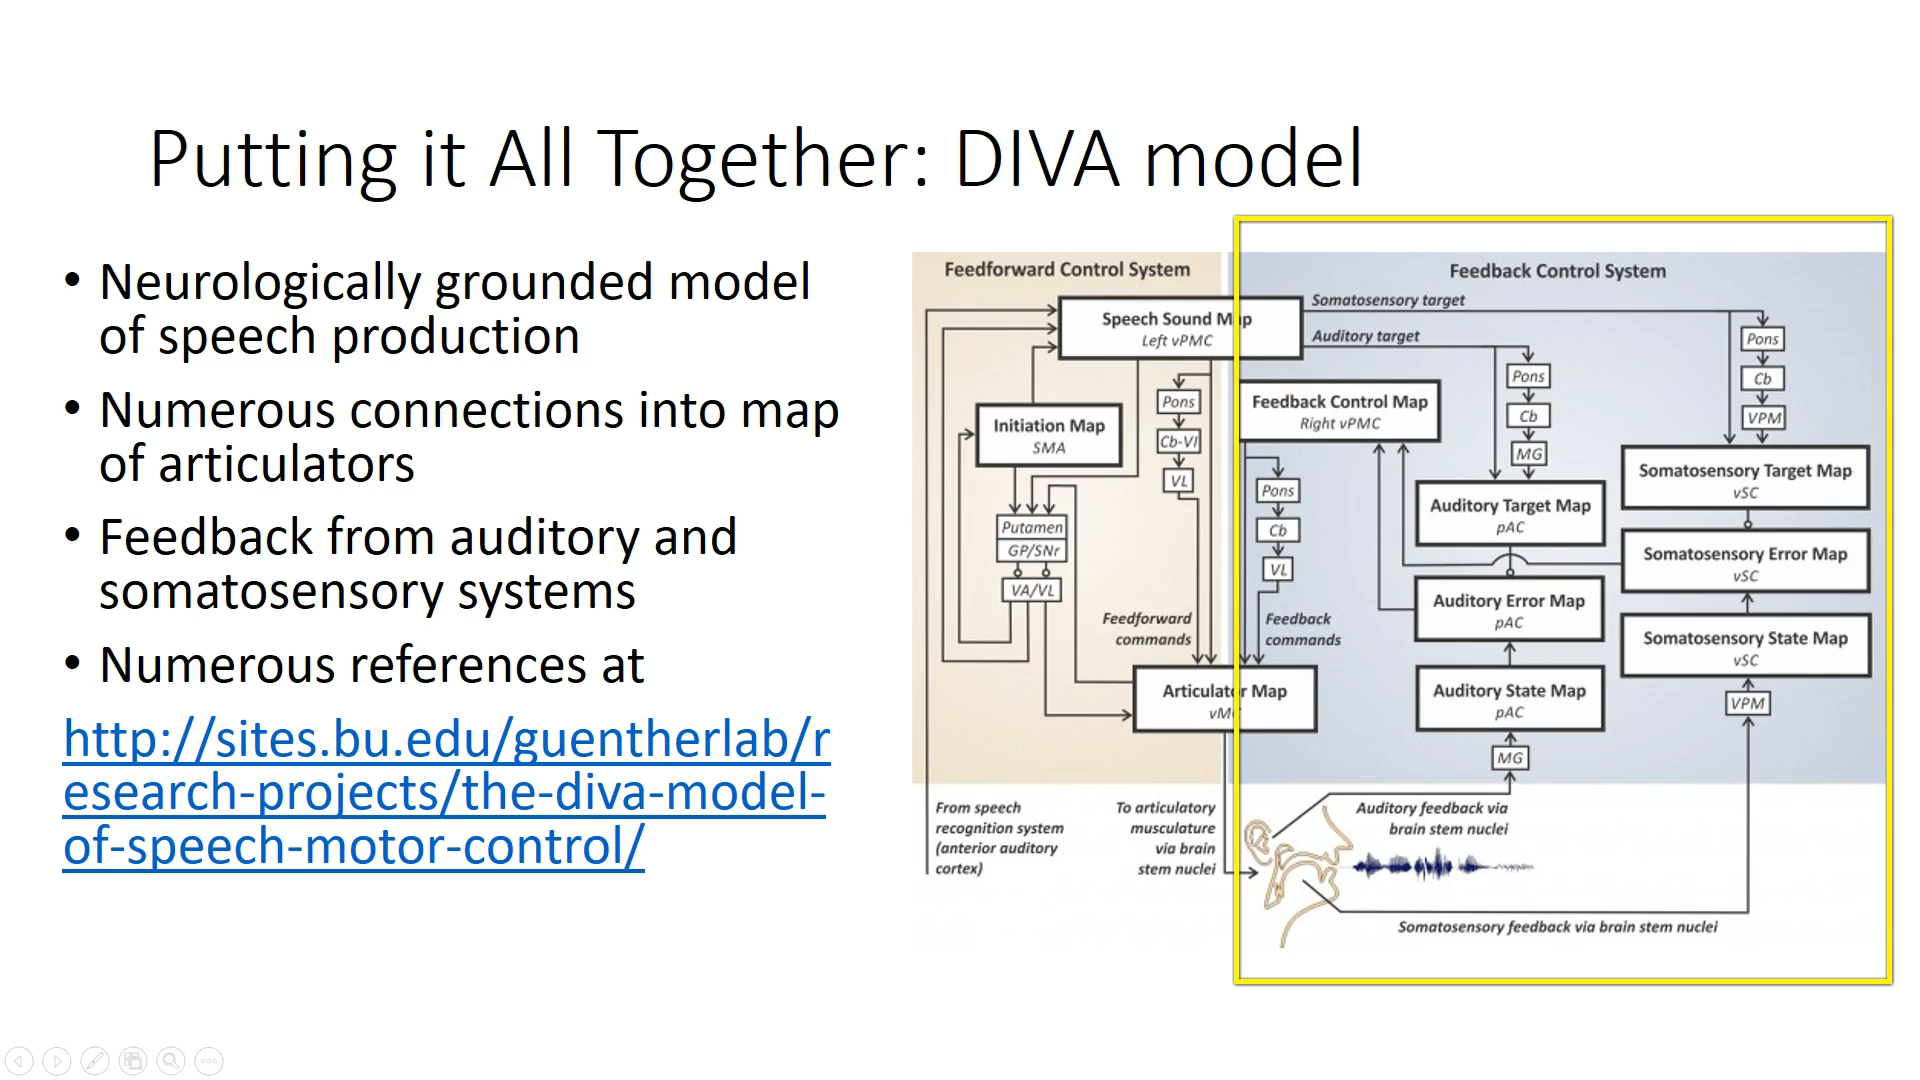 Putting it All Together: DIVA model
• Neurologically grounded model
of speech production
• Numerous connections into map
of articulators
• Feedback from auditory and
somatosensory systems
• Numerous references at
http://sites.bu.edu/guentherlab/r
esearch-projects/the-diva-model-
of-speech-motor-control/
Feedforward Control System
Feedback Control System
Speech Sound Map
Left vPMC
Somatosensory target
Auditory target
Initiation Map
SMA
Putamen
GP/SNr
VA/VL
Pons
Cb-VI
VL
Feedforward
commands
Feedback Control Map
Right vPMC
Pons
Cb
VL
Feedback
commands
Articulator Map
vMC
Pons
Cb
MG
Auditory Target Map
pAC
Auditory Error Map
pAC
Auditory State Map
pAC
MG
Pons
Cb
VPM
Somatosensory Target Map
vSC
Somatosensory Error Map
vSC
Somatosensory State Map
vSC
VPM
From speech
recognition system
(anterior auditory
cortex)
To articulatory
musculature
via brain
stem nuclei
Auditory feedback via
brain stem nuclei
Somatosensory feedback via brain stem nuclei